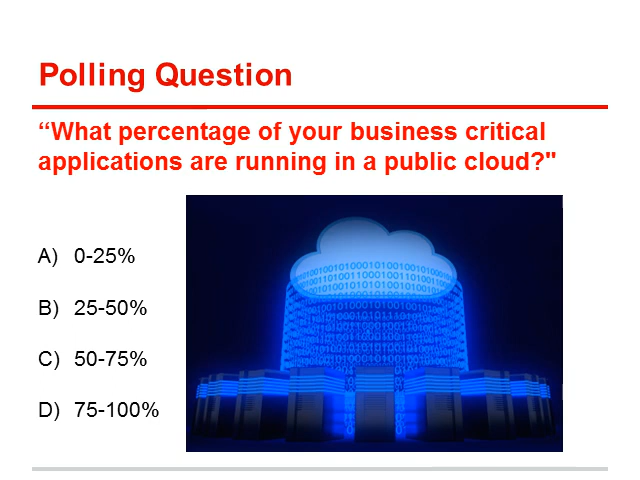 Polling Question
“What percentage of your business critical
applications are running in a public cloud?"
A) 0-25%
B) 25-50%
C) 50-75%
D) 75-100%